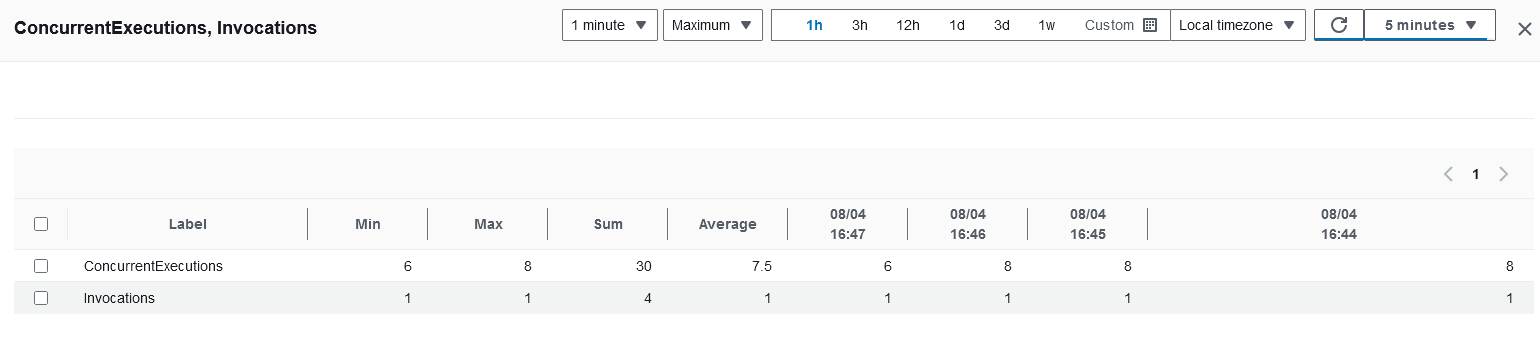 ConcurrentExecutions, Invocations
1 minute
Maximum
1h 3h 12h 1d 3d 1w Custom
Local timezone
5 minutes
1
Label Min Max Sum Average 08/04 16:47 08/04 16:46 08/04 16:45 08/04 16:44
ConcurrentExecutions 6 8 30 7.5 6 8 8 8
Invocations 1 1 4 1 1 1 1 1